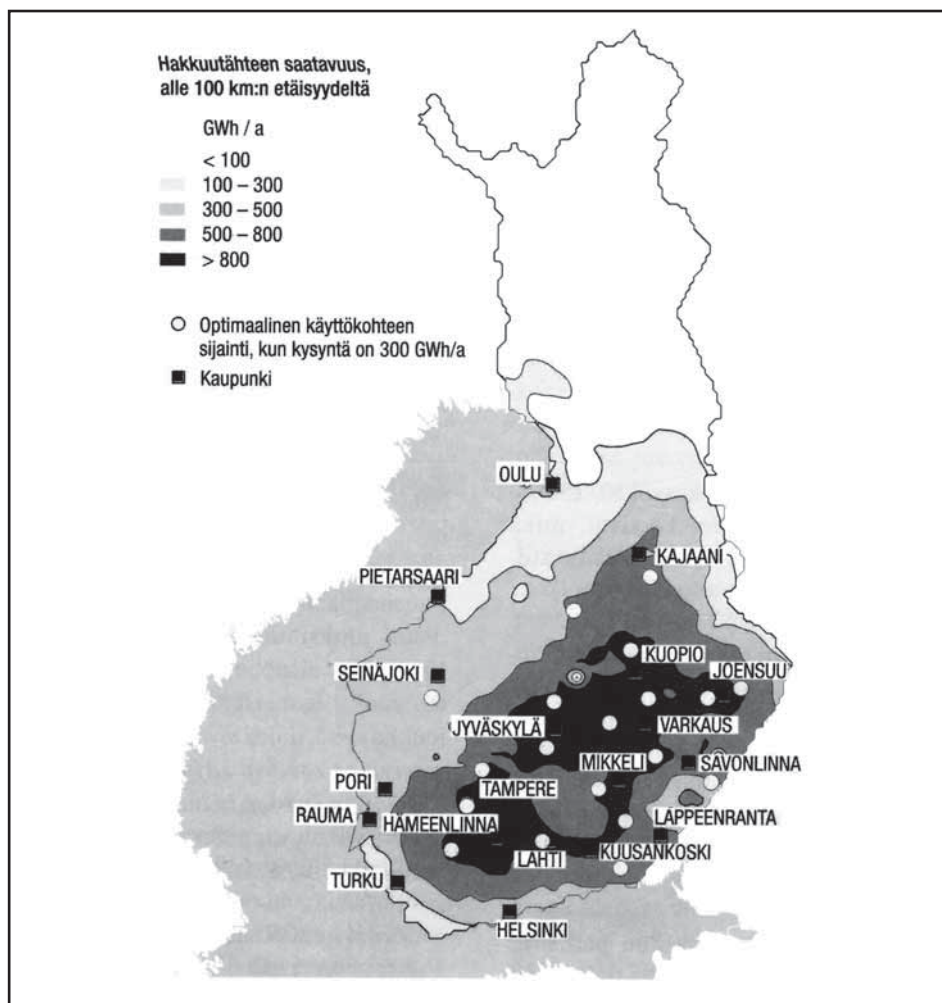 Hakkuutähteen saatavuus,
alle 100 km:n etäisyydeltä
GWh / a
< 100
100 – 300
300 – 500
500 – 800
> 800
Optimaalinen käyttökohteen
sijainti, kun kysyntä on 300 GWh/a
Kaupunki
OULU
KAJAANI
PIETARSAARI
KUOPIO
SEINÄJOKI
JOENSUU
JYVÄSKYLÄ
VARKAUS
MIKKELI
SAVONLINNA
PORI
TAMPERE
RAUMA
HÄMEENLINNA
LAPPEENRANTA
LAHTI
KUUSANKOSKI
TURKU
HELSINKI